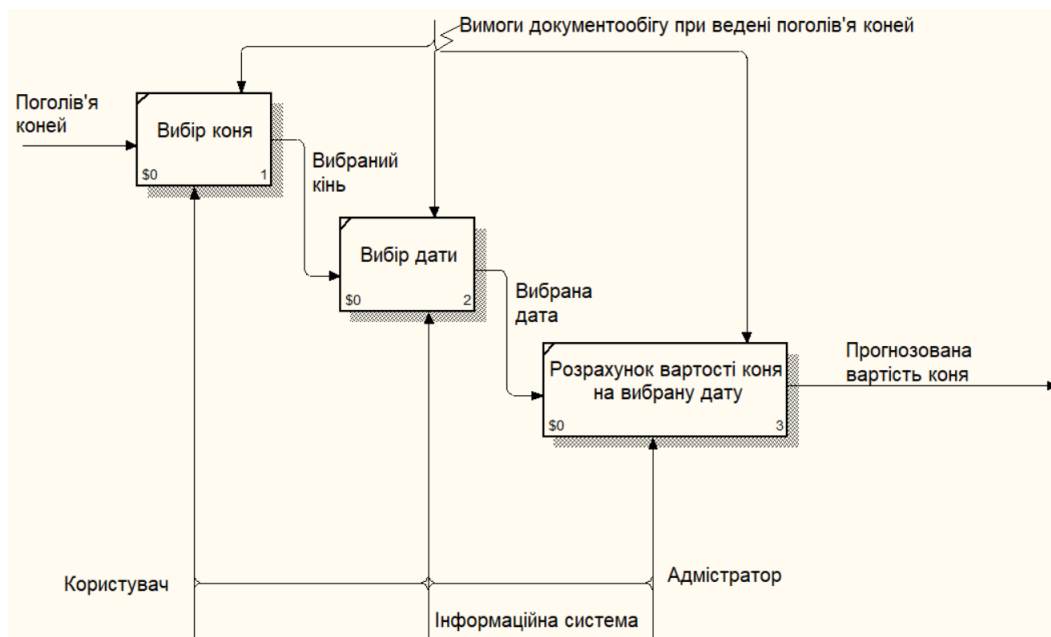 Вимоги документообігу при ведені поголів'я коней
Поголів'я
коней
Вибір коня
$0 1
Вибраний
кінь
Вибір дати
$0 2
Вибрана
дата
Розрахунок вартості коня
на вибрану дату
$0 3
Прогнозована
вартість коня
Користувач
Адмістратор
Інформаційна система